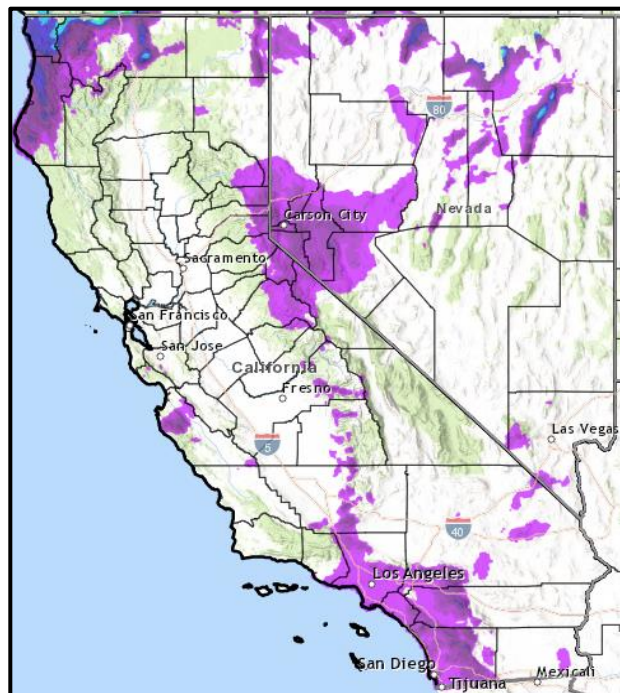 80
Carson City
Nevada
Sacramento
San Francisco
San Jose
California
Fresno
Las Vegas
5
40
Los Angeles
San Diego
Mexicali
Tijuana